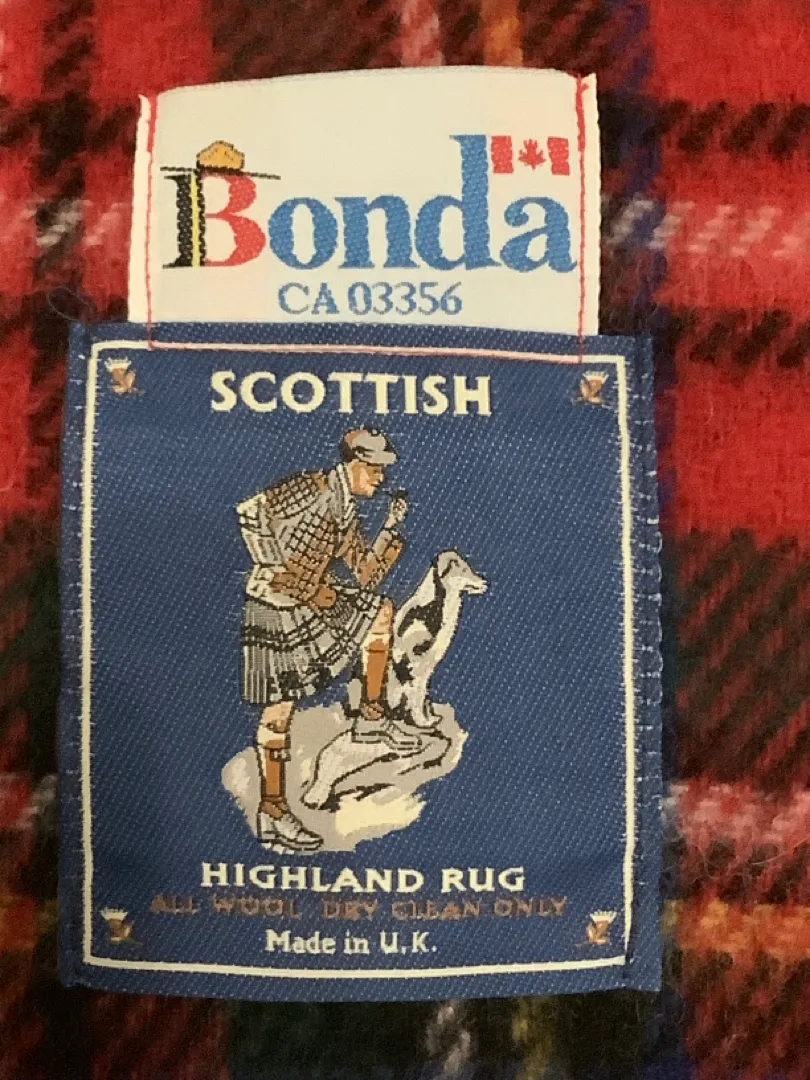 Bonda
CA 03356
SCOTTISH
HIGHLAND RUG
ALL WOOL DRY CLEAN ONLY
Made in U.K.